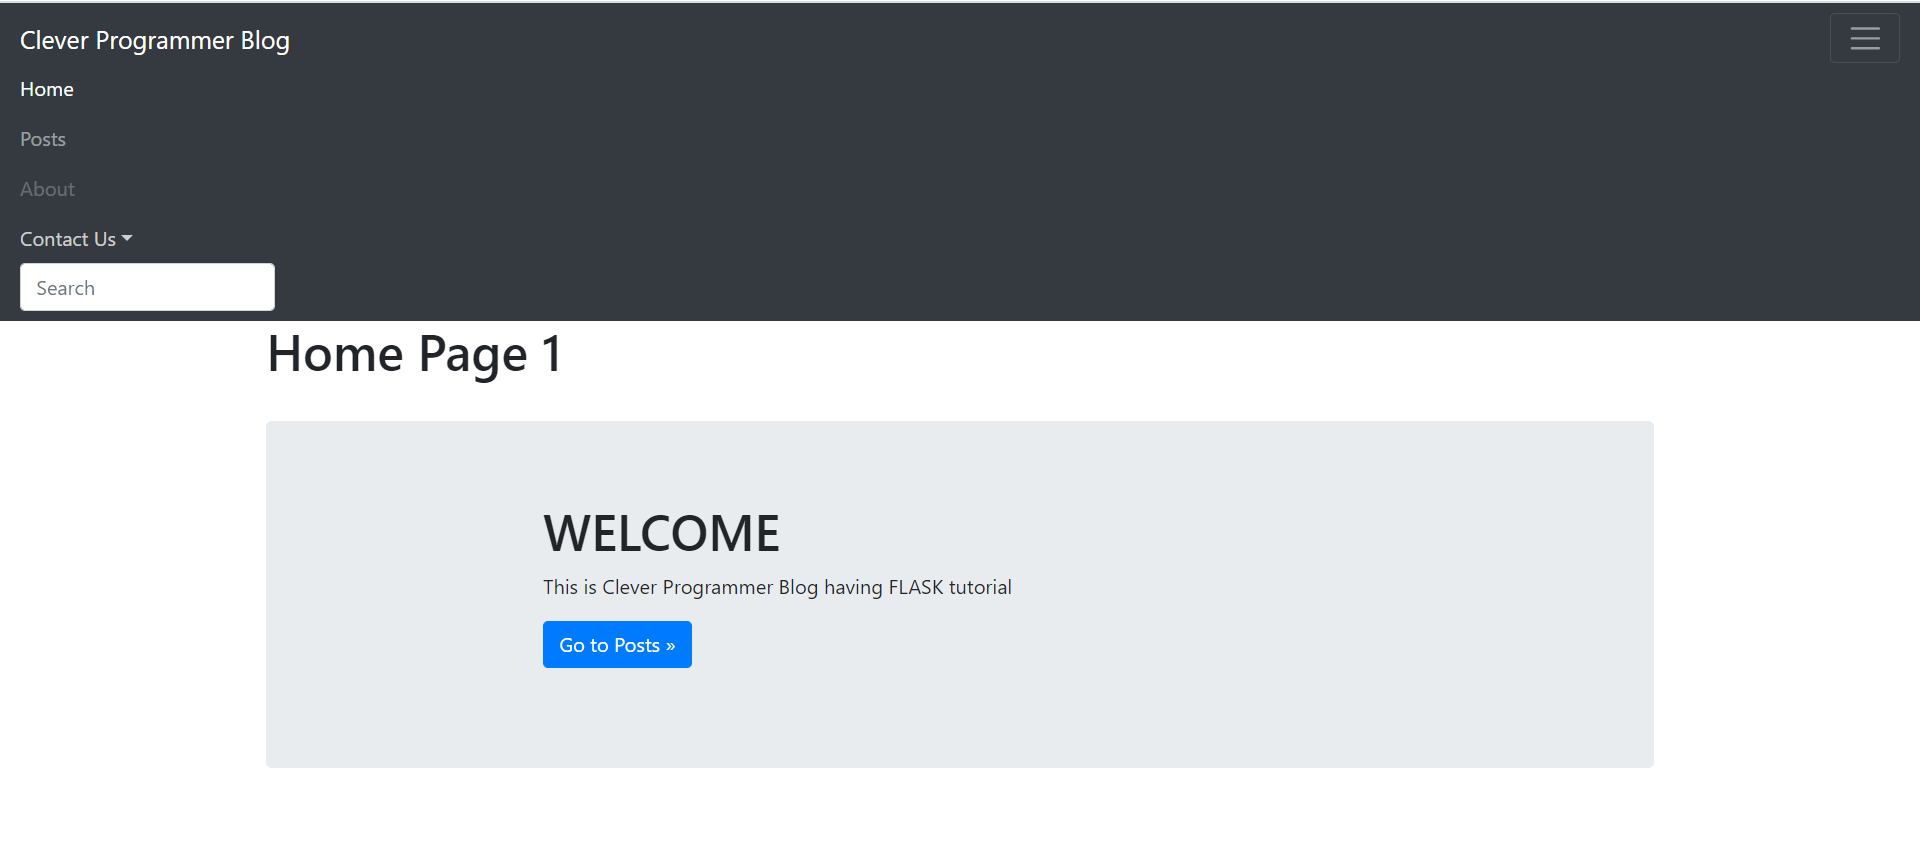 Clever Programmer Blog
Home
Posts
About
Contact Us
Search
Home Page 1
WELCOME
This is Clever Programmer Blog having FLASK tutorial
Go to Posts »